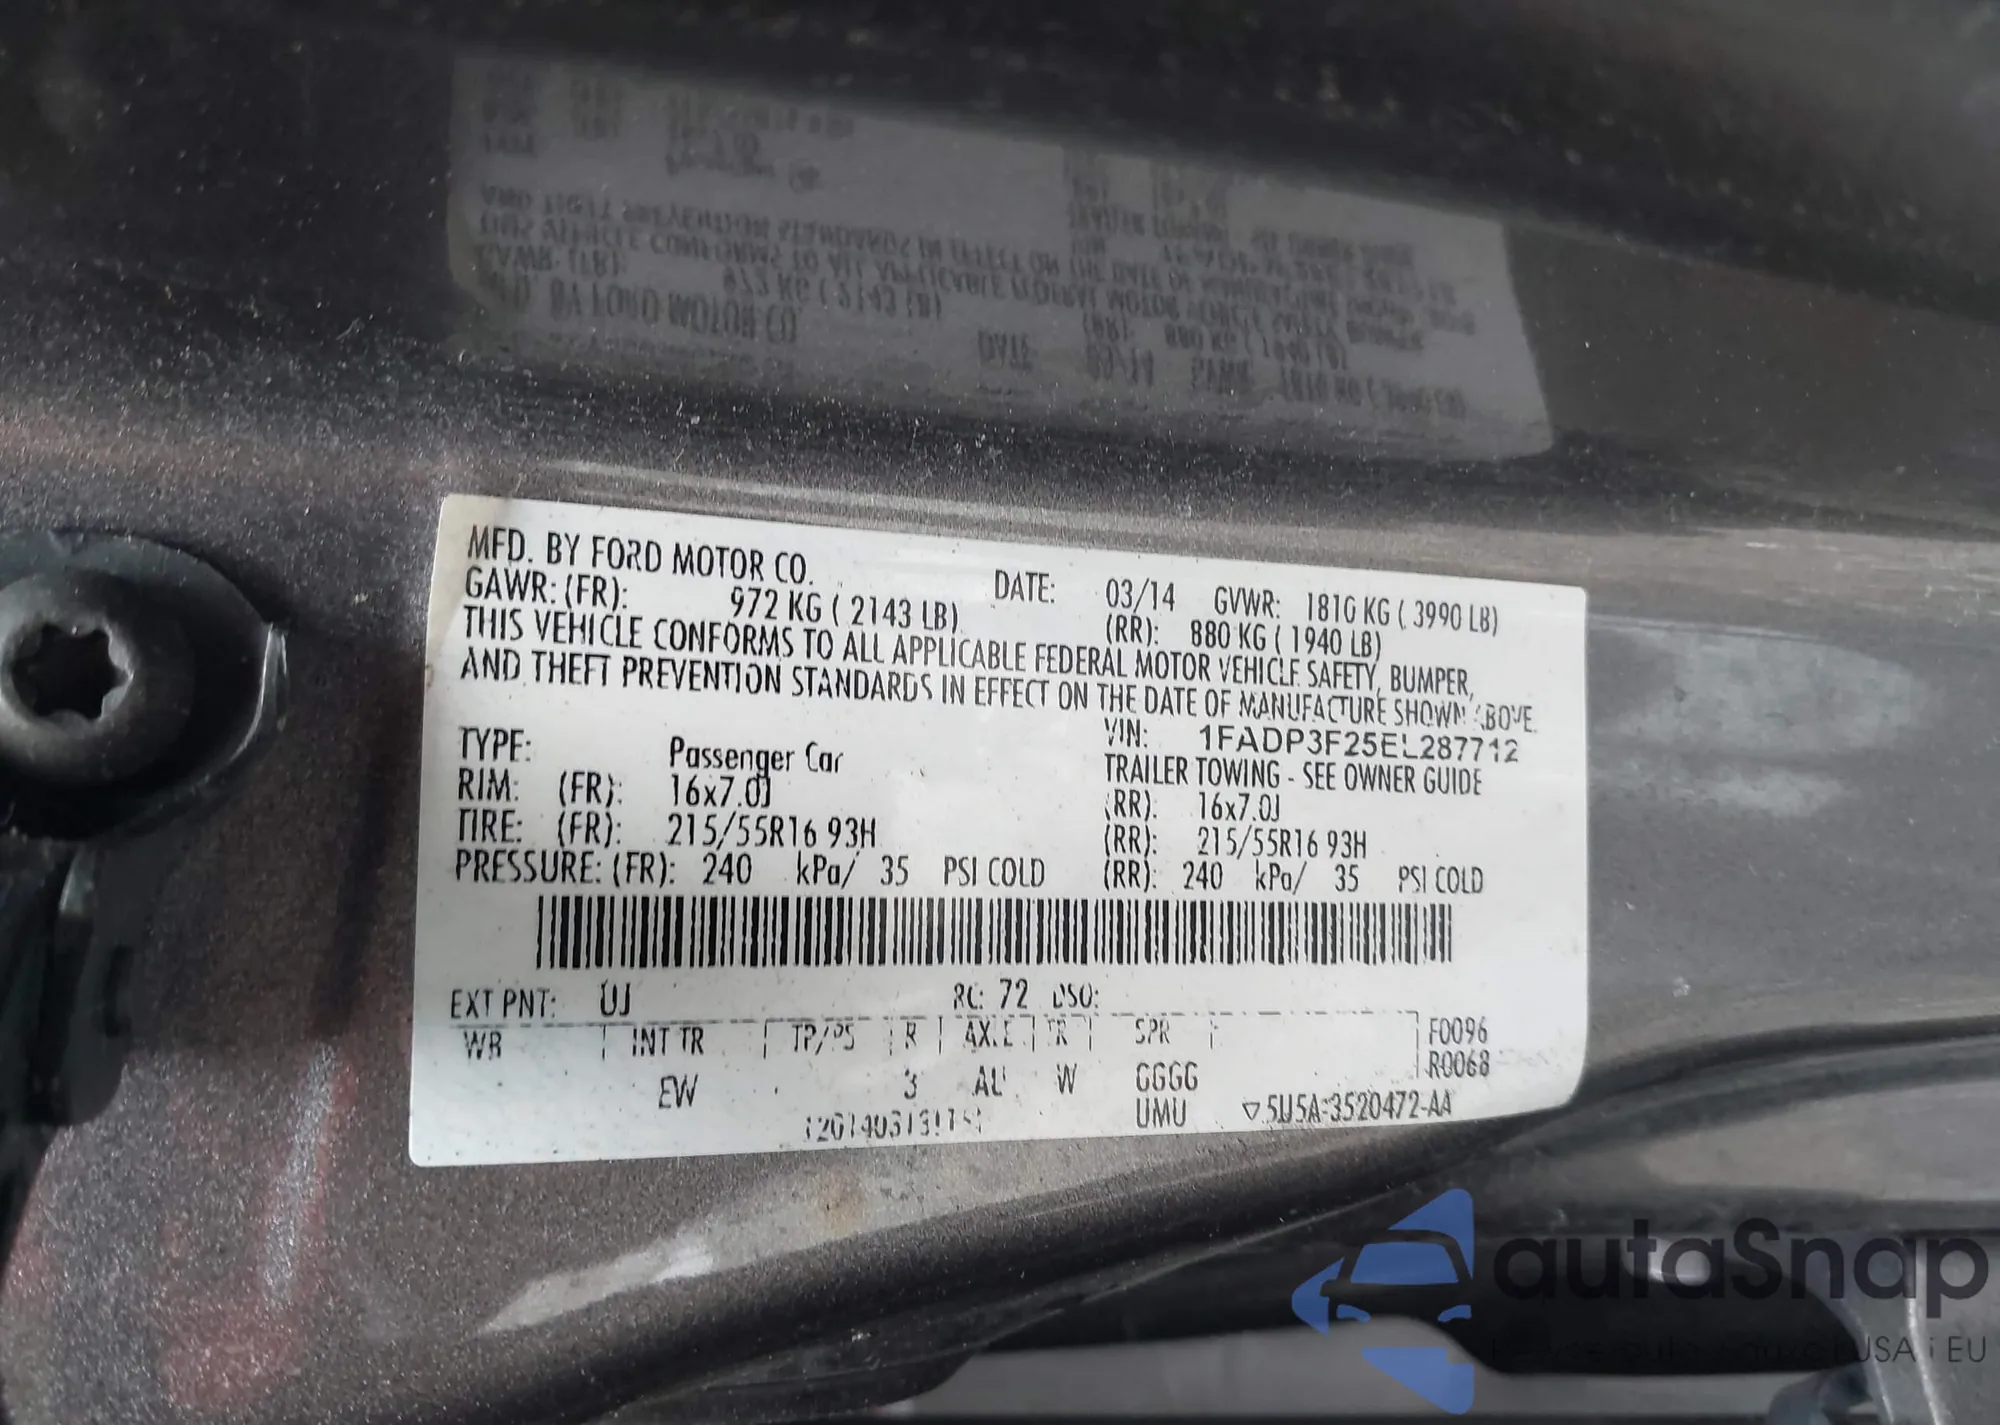 MFD. BY FORD MOTOR CO. DATE: 03/14 GVWR: 1810 KG ( 3990 LB)
GAWR: (FR): 972 KG ( 2143 LB) (RR): 880 KG ( 1940 LB)
THIS VEHICLE CONFORMS TO ALL APPLICABLE FEDERAL MOTOR VEHICLE SAFETY, BUMPER,
AND THEFT PREVENTION STANDARDS IN EFFECT ON THE DATE OF MANUFACTURE SHOWN ABOVE.
VIN: 1FADP3F25EL287712
TYPE: Passenger Car TRAILER TOWING - SEE OWNER GUIDE
RIM: (FR): 16x7.0J (RR): 16x7.0J
TIRE: (FR): 215/55R16 93H (RR): 215/55R16 93H
PRESSURE: (FR): 240 kPa/ 35 PSI COLD (RR): 240 kPa/ 35 PSI COLD
EXT PNT: UJ RC: 72 DSO:
WB INT TR TP/PS R AXLE TR SPR F0096
R0068
EW 3 AU W GGGG
UMU ▽5U5A-3520472-AA
autaSnap
USA i EU